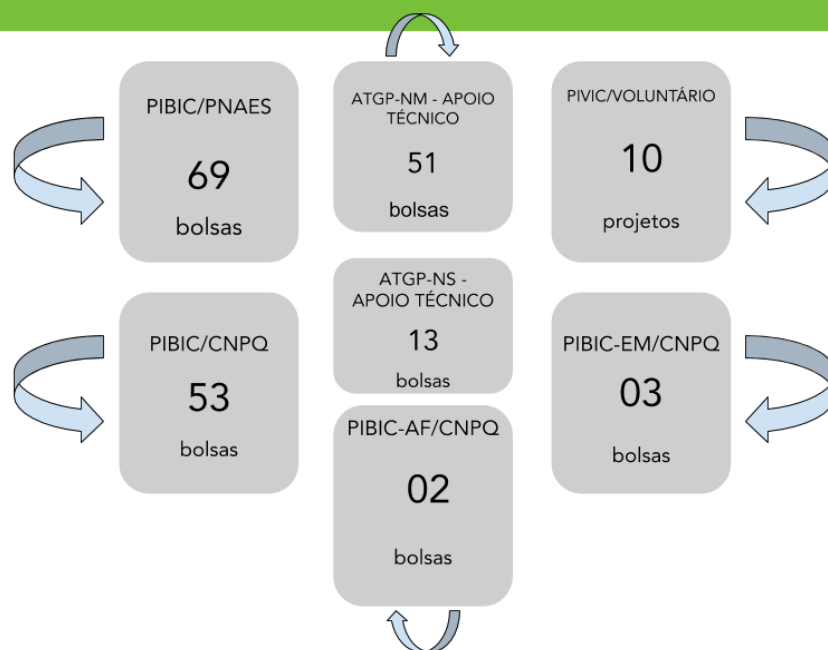 PIBIC/PNAES
69
bolsas
ATGP-NM - APOIO
TÉCNICO
51
bolsas
PIVIC/VOLUNTÁRIO
10
projetos
PIBIC/CNPQ
53
bolsas
ATGP-NS -
APOIO TÉCNICO
13
bolsas
PIBIC-EM/CNPQ
03
bolsas
PIBIC-AF/CNPQ
02
bolsas